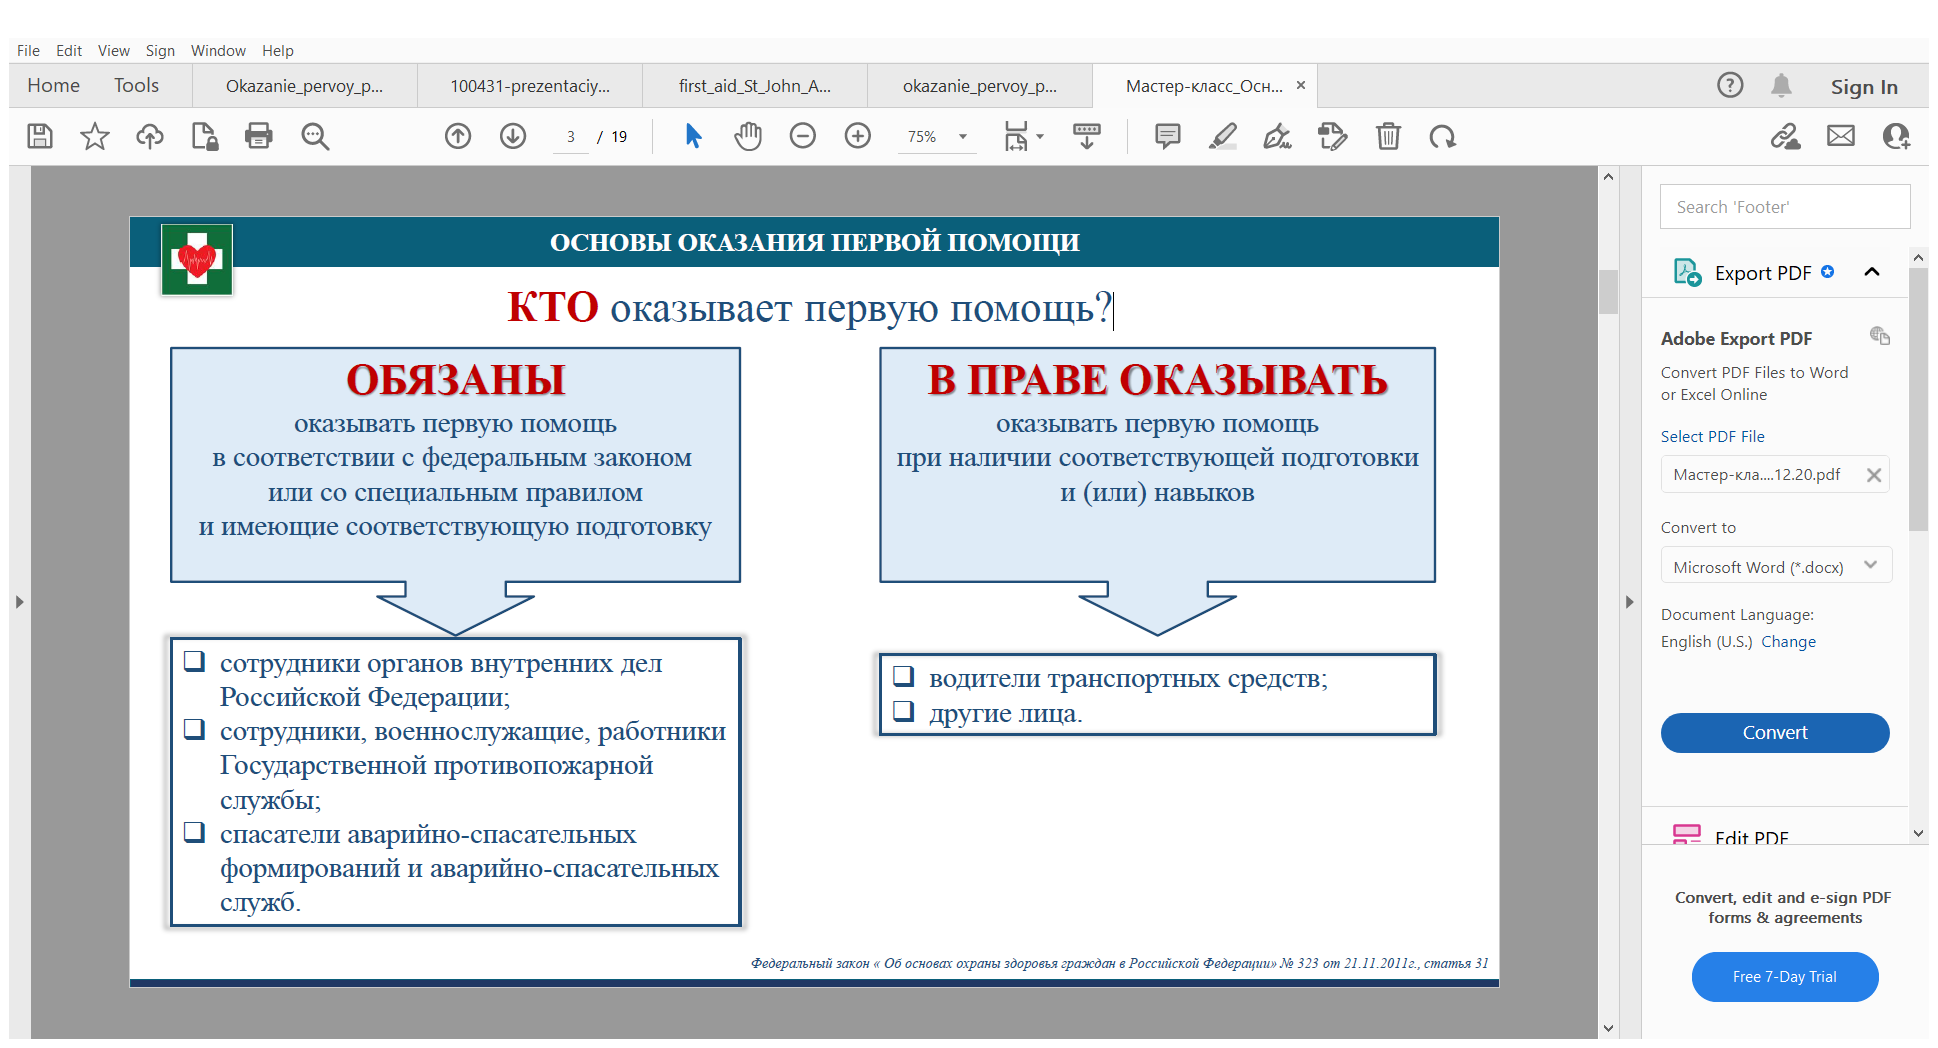 File Edit View Sign Window Help
Home Tools Okazanie_pervoy_p... 100431-prezentaciy... first_aid_St_John_A... okazanie_pervoy_p... Мастер-класс_Осн... × Sign In
3 / 19 75%
ОСНОВЫ ОКАЗАНИЯ ПЕРВОЙ ПОМОЩИ
КТО оказывает первую помощь?
ОБЯЗАНЫ
оказывать первую помощь
в соответствии с федеральным законом
или со специальным правилом
и имеющие соответствующую подготовку
В ПРАВЕ ОКАЗЫВАТЬ
оказывать первую помощь
при наличии соответствующей подготовки
и (или) навыков
сотрудники органов внутренних дел
Российской Федерации;
сотрудники, военнослужащие, работники
Государственной противопожарной
службы;
спасатели аварийно-спасательных
формирований и аварийно-спасательных
служб.
водители транспортных средств;
другие лица.
Федеральный закон « Об основах охраны здоровья граждан в Российской Федерации» № 323 от 21.11.2011г., статья 31
Search 'Footer'
Export PDF
Adobe Export PDF
Convert PDF Files to Word
or Excel Online
Select PDF File
Мастер-кла....12.20.pdf
Convert to
Microsoft Word (*.docx)
Document Language:
English (U.S.) Change
Convert
Edit PDF
Convert, edit and e-sign PDF
forms & agreements
Free 7-Day Trial